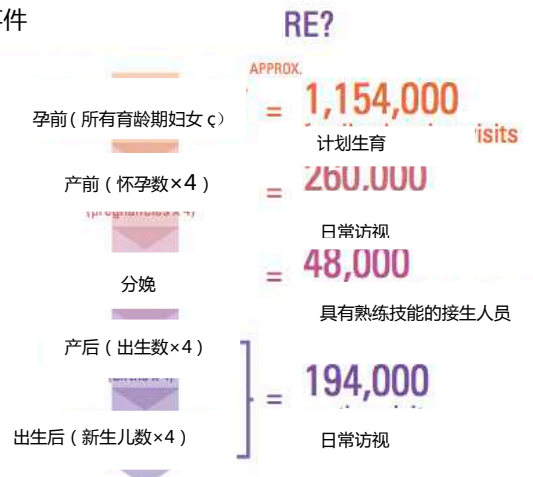 件
RE?
APPROX.
孕前（所有育龄期妇女 ç）
= 1,154,000
visits
计划生育
产前（怀孕数×4）
= 260,000
(pregnancies x 4)
日常访视
分娩
= 48,000
具有熟练技能的接生人员
产后（出生数×4）
= 194,000
出生后（新生儿数×4）
日常访视